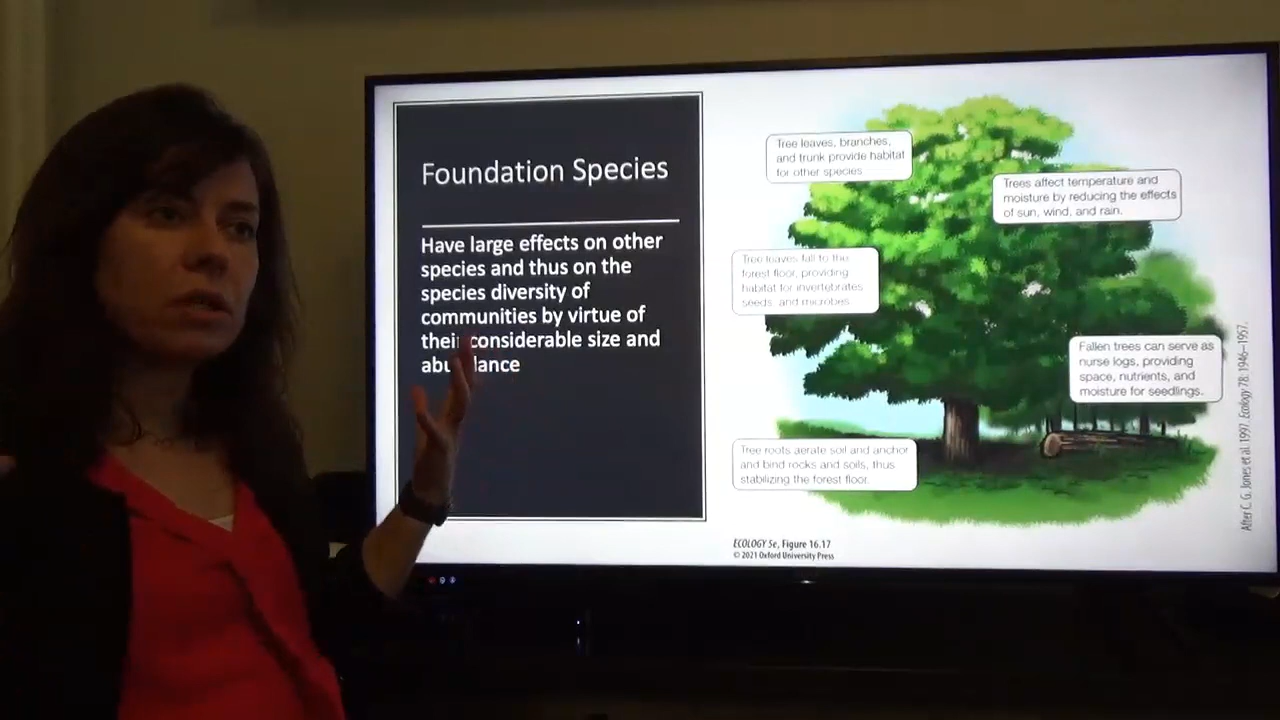 Foundation Species
Have large effects on other
species and thus on the
species diversity of
communities by virtue of
their considerable size and
abundance
Tree leaves, branches,
and trunk provide habitat
for other species.
Trees affect temperature and
moisture by reducing the effects
of sun, wind, and rain.
Tree leaves fall to the
forest floor, providing
habitat for invertebrates
seeds, and microbes.
Fallen trees can serve as
nurse logs, providing
space, nutrients, and
moisture for seedlings.
Tree roots aerate soil and anchor
and bind rocks and soils, thus
stabilizing the forest floor.
After C. G. Jones et al. 1997. Ecology 78: 1946–1957.
ECOLOGY 5e, Figure 16.17
© 2021 Oxford University Press